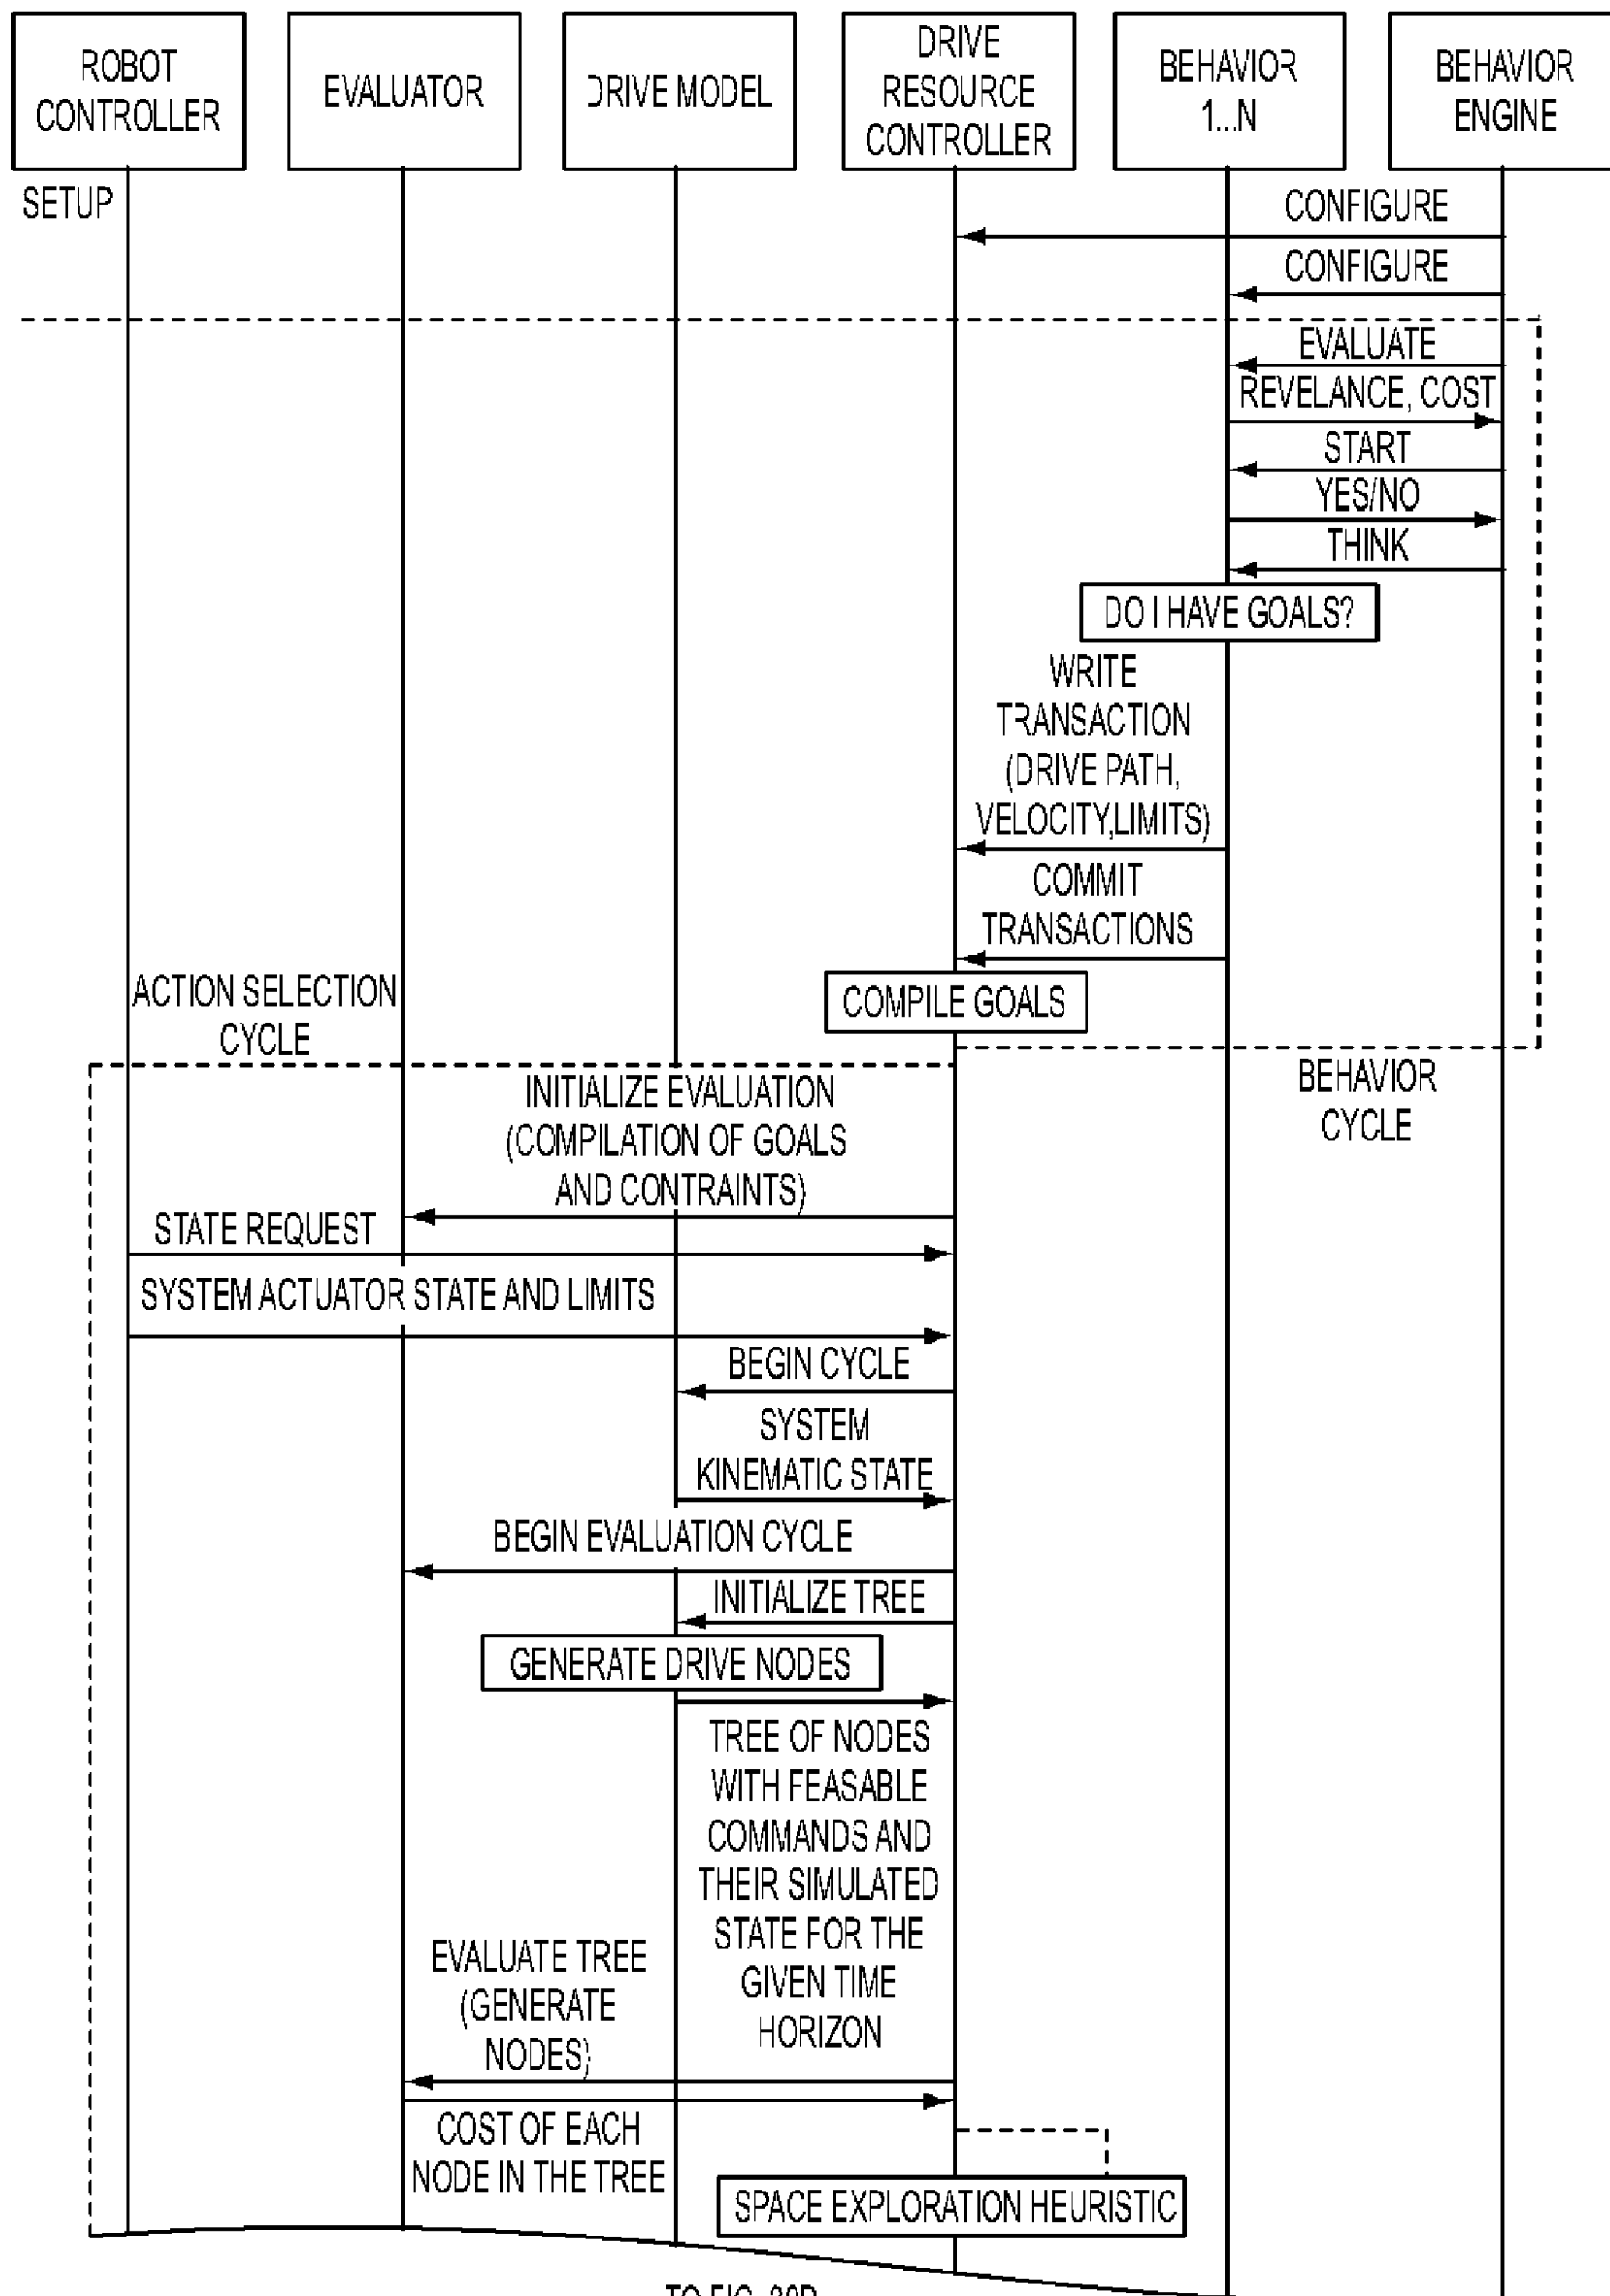 ROBOT
CONTROLLER
EVALUATOR
DRIVE MODEL
DRIVE
RESOURCE
CONTROLLER
BEHAVIOR
1...N
BEHAVIOR
ENGINE
SETUP
CONFIGURE
CONFIGURE
EVALUATE
REVELANCE, COST
START
YES/NO
THINK
DO I HAVE GOALS?
WRITE
TRANSACTION
(DRIVE PATH,
VELOCITY,LIMITS)
COMMIT
TRANSACTIONS
COMPILE GOALS
ACTION SELECTION
CYCLE
BEHAVIOR
CYCLE
INITIALIZE EVALUATION
(COMPILATION OF GOALS
AND CONTRAINTS)
STATE REQUEST
SYSTEM ACTUATOR STATE AND LIMITS
BEGIN CYCLE
SYSTEM
KINEMATIC STATE
BEGIN EVALUATION CYCLE
INITIALIZE TREE
GENERATE DRIVE NODES
TREE OF NODES
WITH FEASABLE
COMMANDS AND
THEIR SIMULATED
STATE FOR THE
GIVEN TIME
HORIZON
EVALUATE TREE
(GENERATE
NODES)
COST OF EACH
NODE IN THE TREE
SPACE EXPLORATION HEURISTIC
TO FIG.